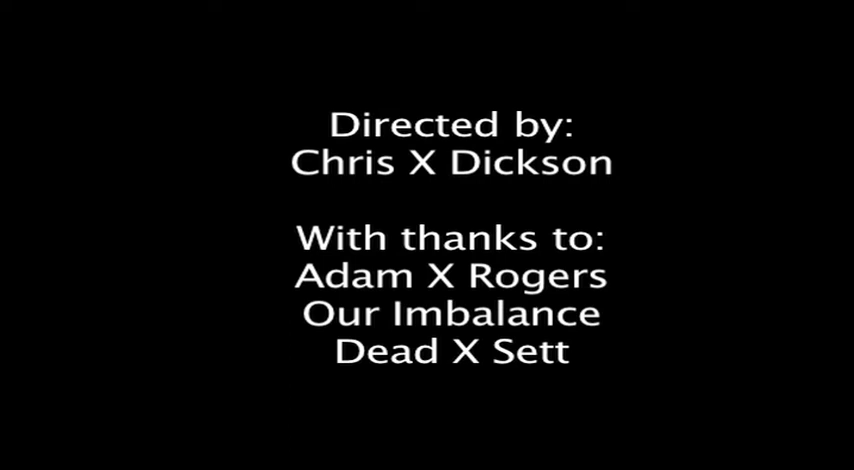 Directed by:
Chris X Dickson
With thanks to:
Adam X Rogers
Our Imbalance
Dead X Sett